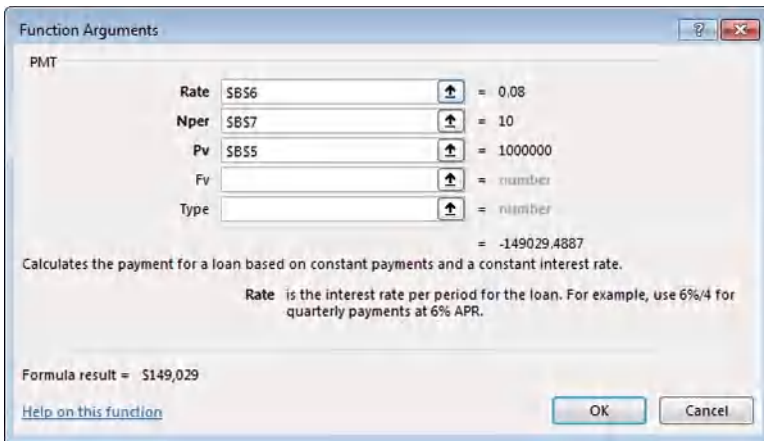 Function Arguments
PMT
Rate $B$6 = 0.08
Nper $B$7 = 10
Pv $B$5 = 1000000
Fv = number
Type = number
= -149029.4887
Calculates the payment for a loan based on constant payments and a constant interest rate.
Rate is the interest rate per period for the loan. For example, use 6%/4 for
quarterly payments at 6% APR.
Formula result = $149,029
Help on this function OK Cancel